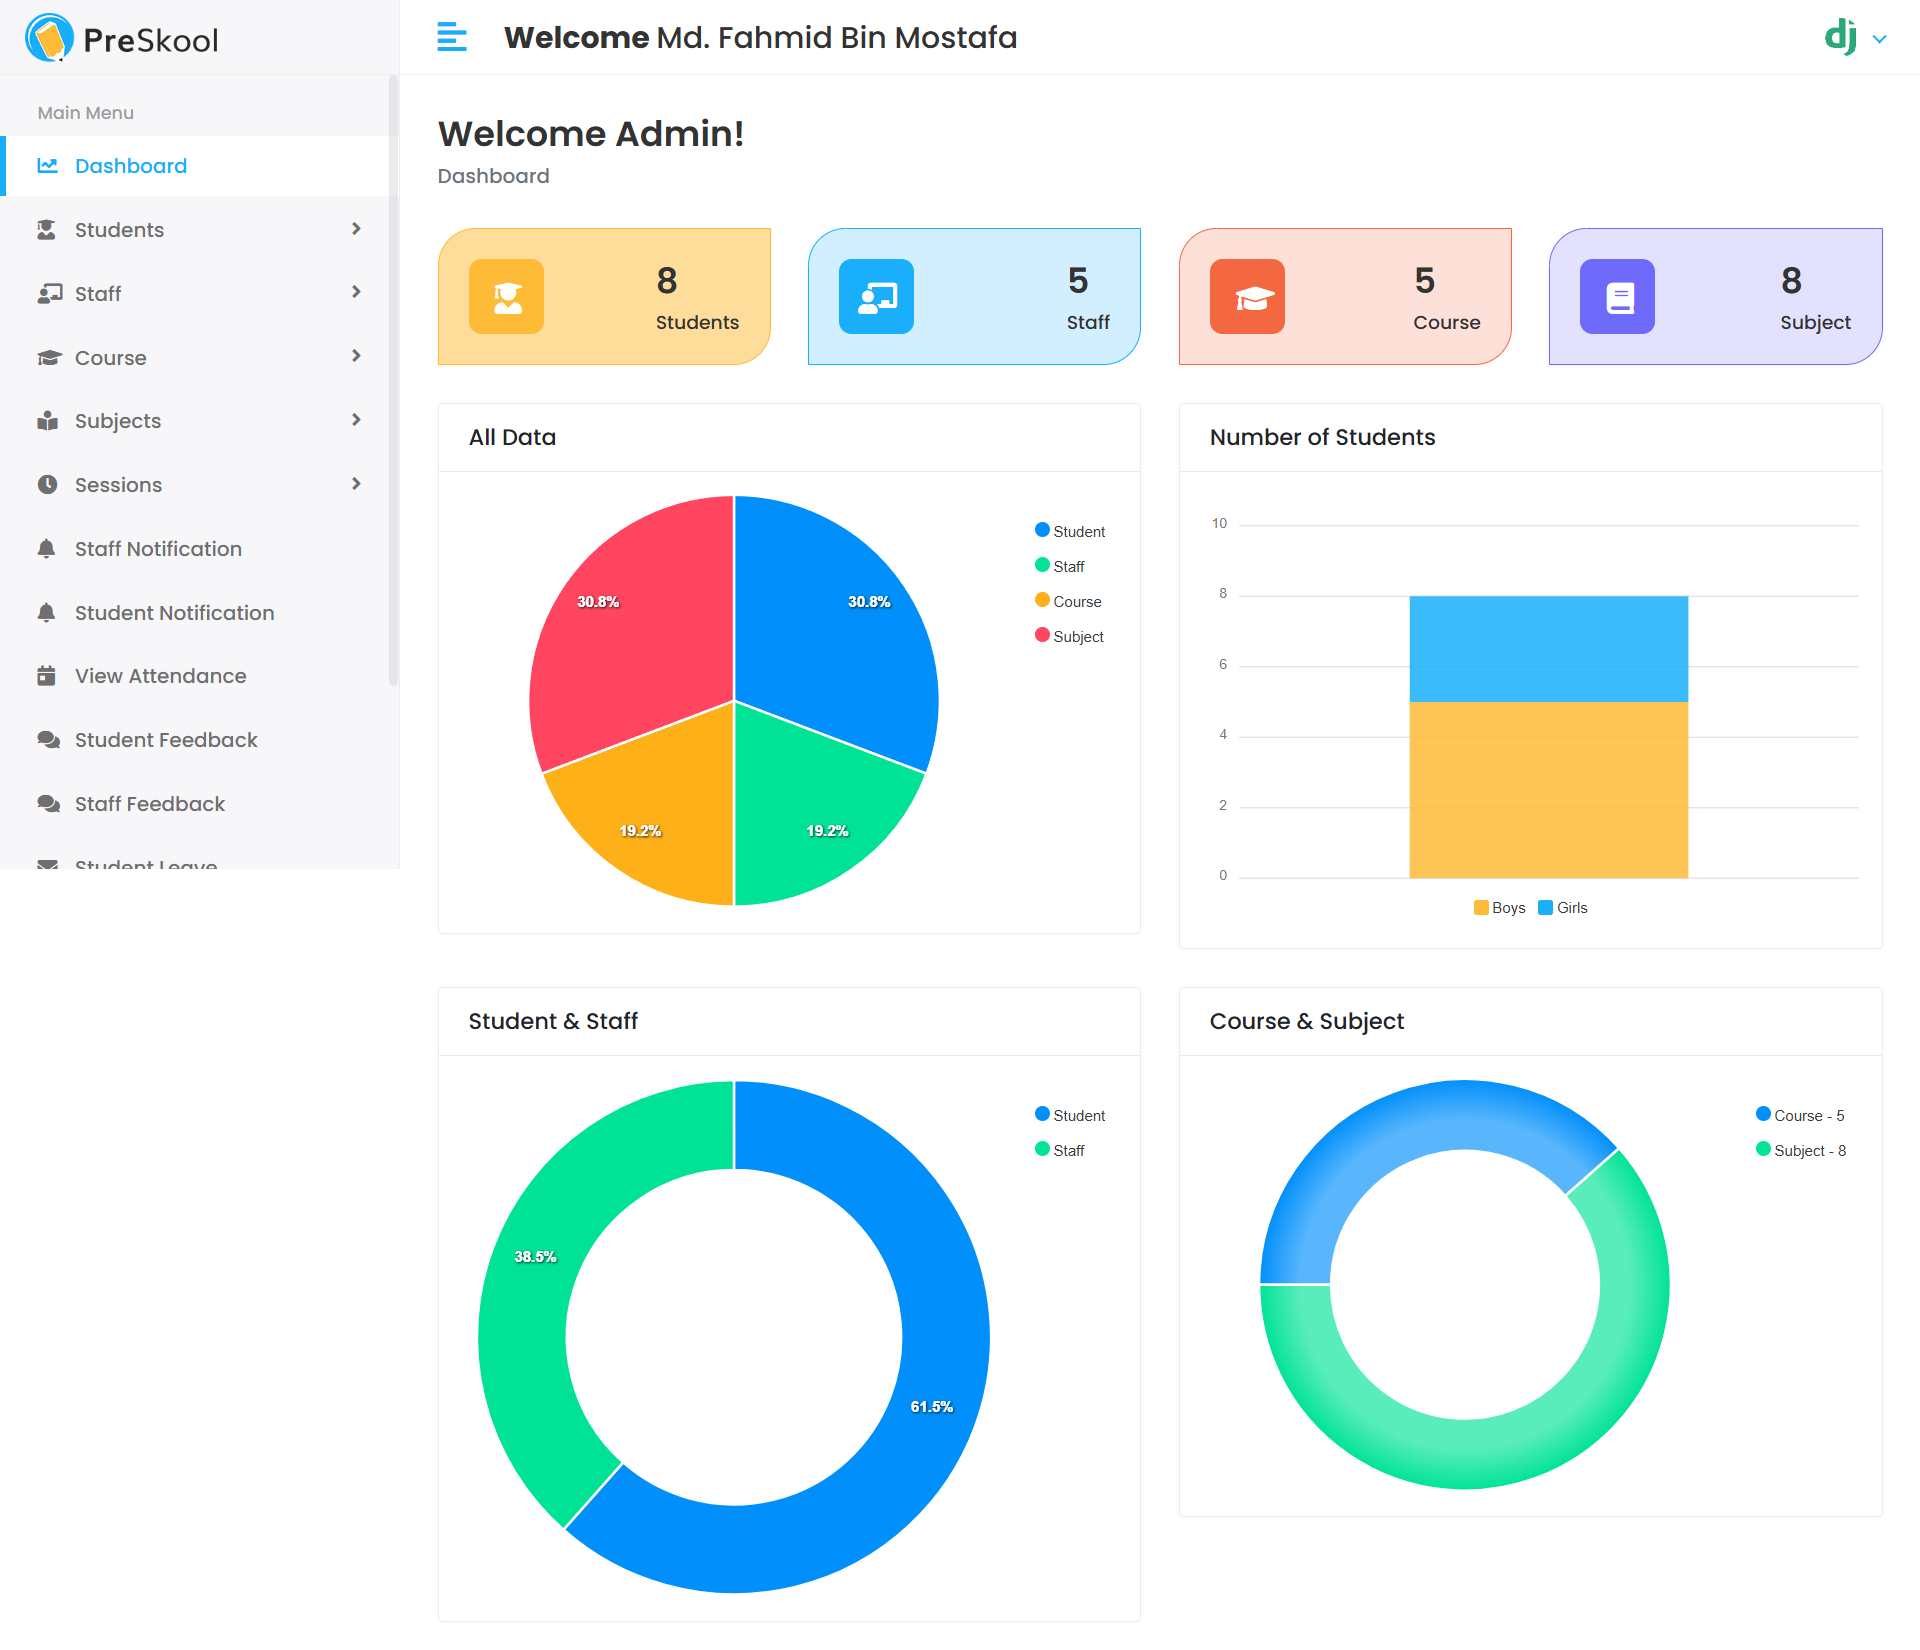 PreSkool
Welcome Md. Fahmid Bin Mostafa
dj
Main Menu
Dashboard
Students
Staff
Course
Subjects
Sessions
Staff Notification
Student Notification
View Attendance
Student Feedback
Staff Feedback
Student Leave
Welcome Admin!
Dashboard
8
Students
5
Staff
5
Course
8
Subject
All Data
30.8%
30.8%
19.2%
19.2%
Student
Staff
Course
Subject
Number of Students
10
8
6
4
2
0
Boys Girls
Student & Staff
38.5%
61.5%
Student
Staff
Course & Subject
Course - 5
Subject - 8